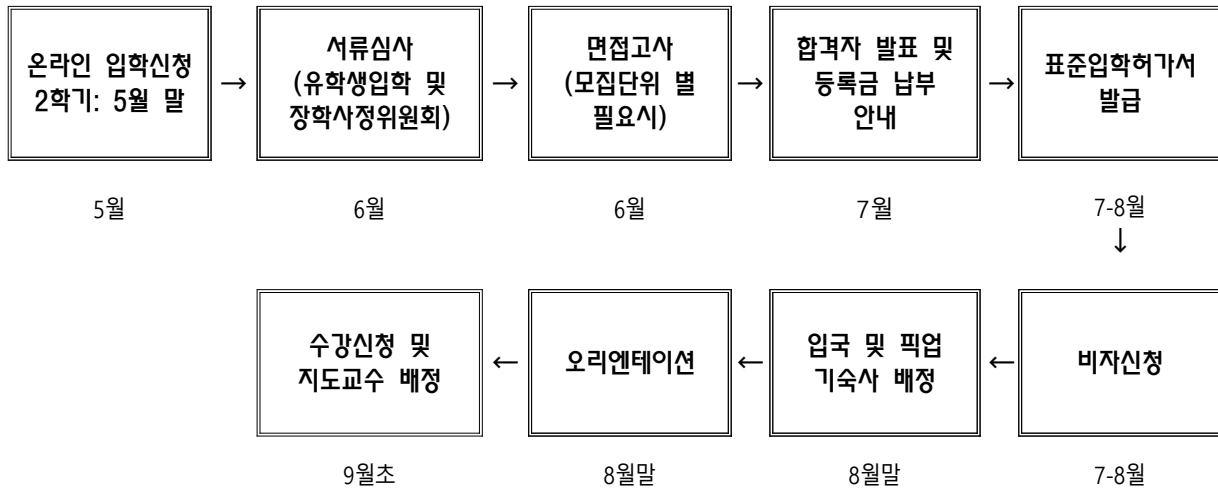 온라인 입학신청
2학기: 5월 말
→
서류심사
(유학생입학 및
장학사정위원회)
→
면접고사
(모집단위 별
필요시)
→
합격자 발표 및
등록금 납부
안내
→
표준입학허가서
발급
5월
6월
6월
7월
7-8월
↓
비자신청
←
입국 및 픽업
기숙사 배정
←
오리엔테이션
←
수강신청 및
지도교수 배정
9월초
8월말
8월말
7-8월